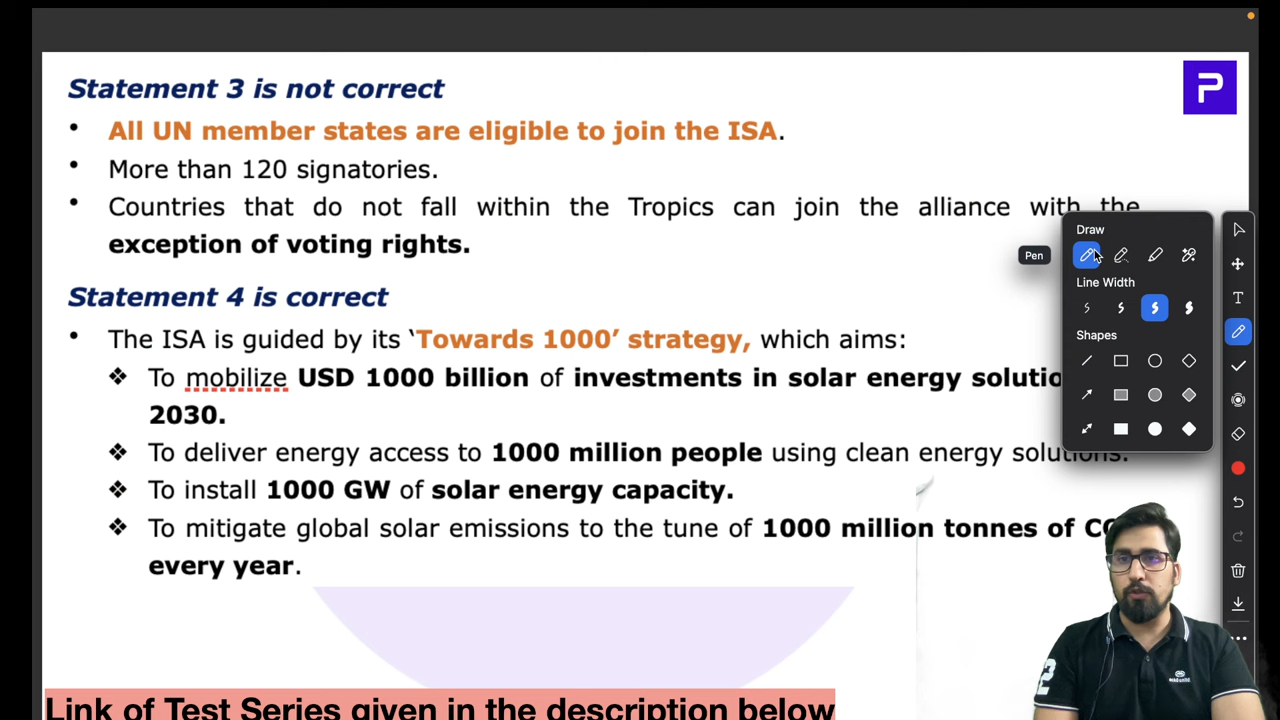 Statement 3 is not correct
• All UN member states are eligible to join the ISA.
• More than 120 signatories.
• Countries that do not fall within the Tropics can join the alliance with the
exception of voting rights.
Statement 4 is correct
• The ISA is guided by its ‘Towards 1000’ strategy, which aims:
❖ To mobilize USD 1000 billion of investments in solar energy
2030.
❖ To deliver energy access to 1000 million people using clean energy solutions.
❖ To install 1000 GW of solar energy capacity.
❖ To mitigate global solar emissions to the tune of 1000 million tonnes of
every year.
Link of Test Series given in the description below
P
Pen
Draw
Line Width
Shapes
T
2